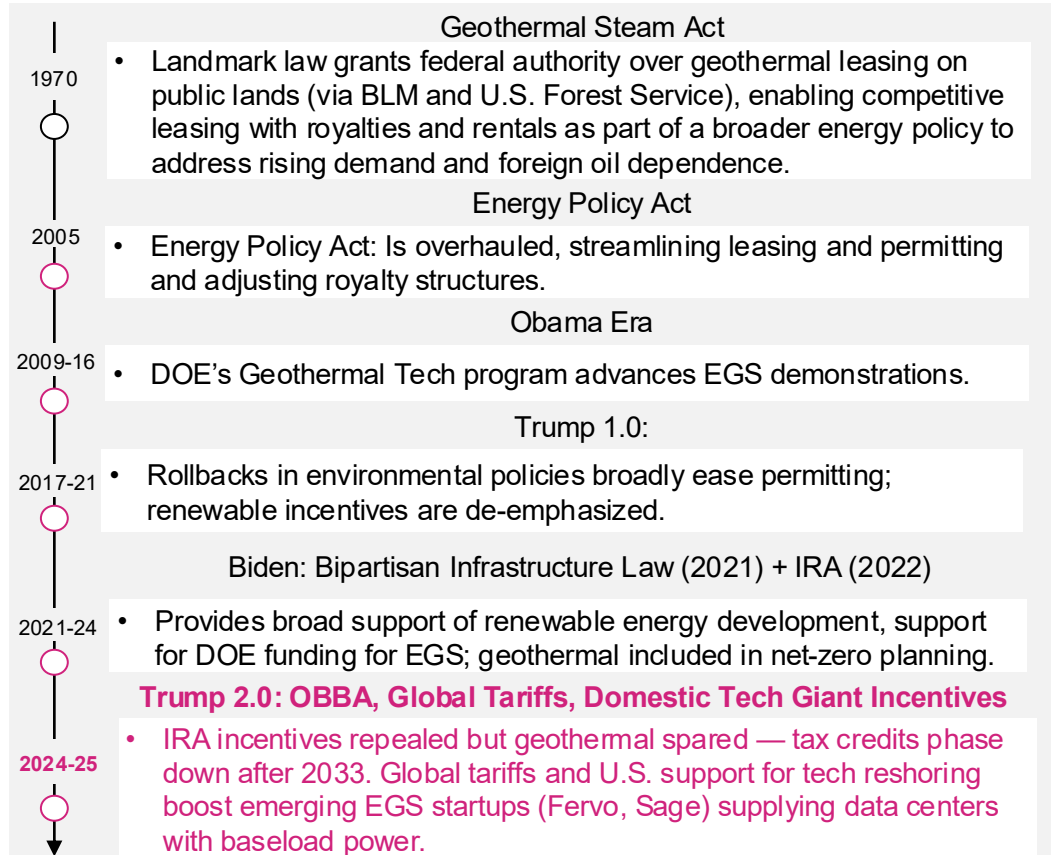 Geothermal Steam Act
1970
• Landmark law grants federal authority over geothermal leasing on
public lands (via BLM and U.S. Forest Service), enabling competitive
leasing with royalties and rentals as part of a broader energy policy to
address rising demand and foreign oil dependence.
Energy Policy Act
2005
• Energy Policy Act: Is overhauled, streamlining leasing and permitting
and adjusting royalty structures.
Obama Era
2009-16
• DOE’s Geothermal Tech program advances EGS demonstrations.
Trump 1.0:
2017-21
• Rollbacks in environmental policies broadly ease permitting;
renewable incentives are de-emphasized.
Biden: Bipartisan Infrastructure Law (2021) + IRA (2022)
2021-24
• Provides broad support of renewable energy development, support
for DOE funding for EGS; geothermal included in net-zero planning.
Trump 2.0: OBBA, Global Tariffs, Domestic Tech Giant Incentives
2024-25
• IRA incentives repealed but geothermal spared — tax credits phase
down after 2033. Global tariffs and U.S. support for tech reshoring
boost emerging EGS startups (Fervo, Sage) supplying data centers
with baseload power.